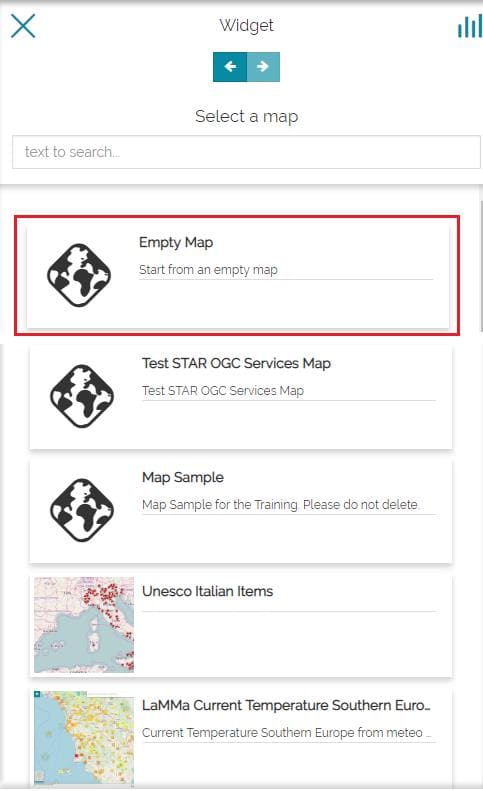 Widget
Select a map
text to search...
Empty Map
Start from an empty map
Test STAR OGC Services Map
Test STAR OGC Services Map
Map Sample
Map Sample for the Training. Please do not delete.
Unesco Italian Items
LaMMa Current Temperature Southern Euro...
Current Temperature Southern Europe from meteo ...